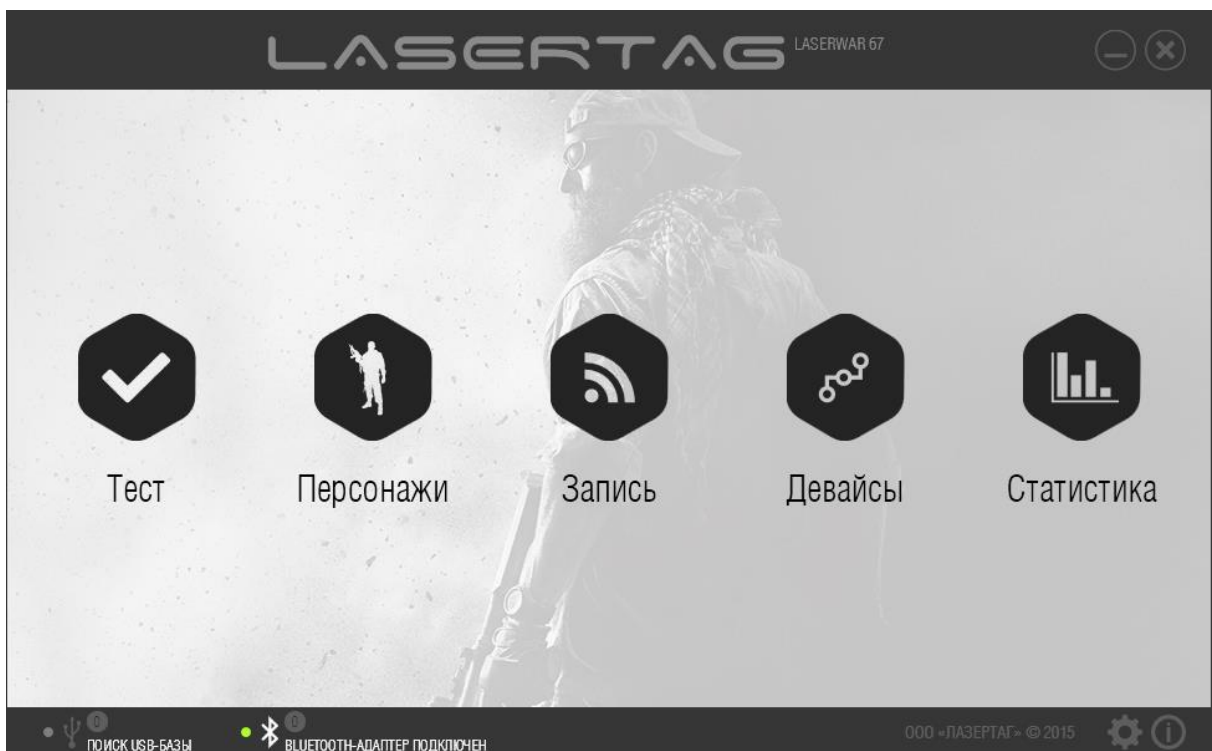 LASERTAG LASERWAR 67
Тест Персонажи Запись Девайсы Статистика
0 0
ПОИСК USB-БАЗЫ BLUETOOTH-АДАПТЕР ПОДКЛЮЧЕН ООО «ЛАЗЕРТАГ» © 2015